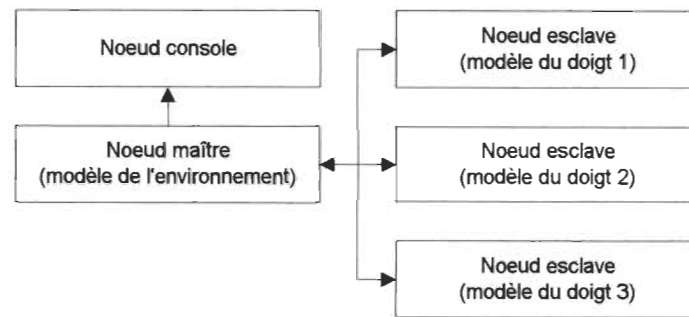 Noeud console
Noeud maître
(modèle de l'environnement)
Noeud esclave
(modèle du doigt 1)
Noeud esclave
(modèle du doigt 2)
Noeud esclave
(modèle du doigt 3)